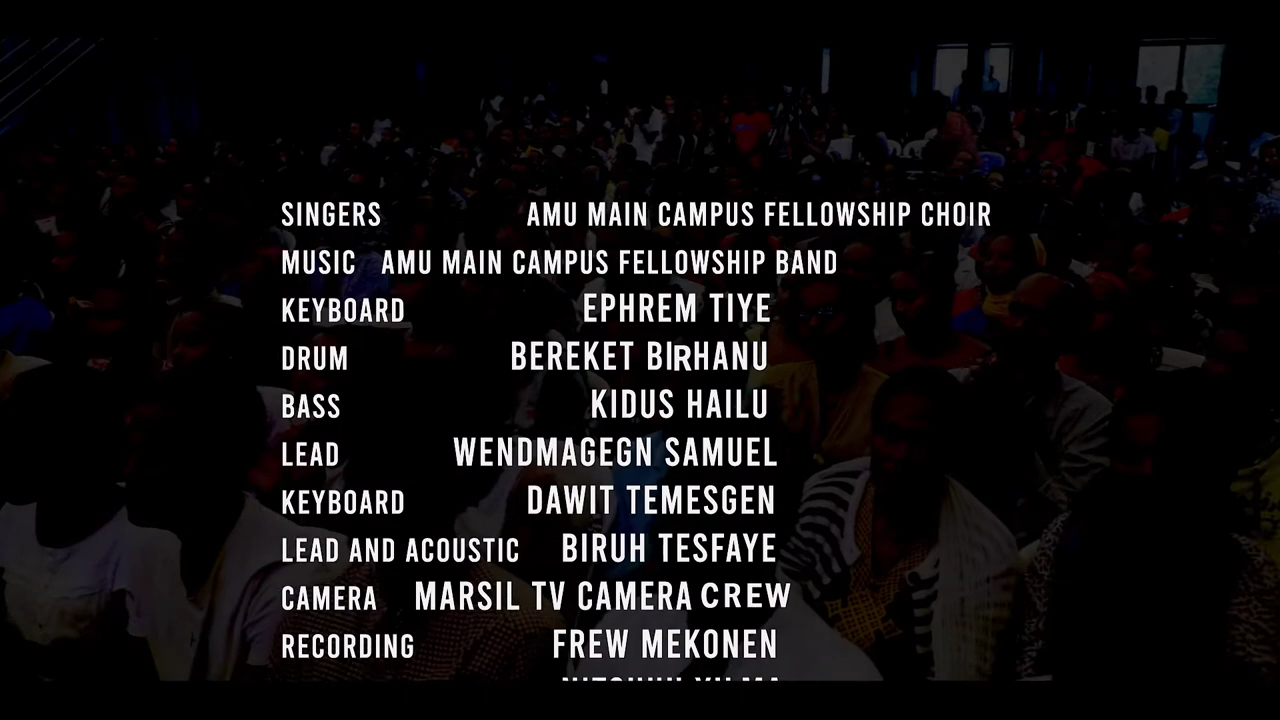 SINGERS AMU MAIN CAMPUS FELLOWSHIP CHOIR
MUSIC AMU MAIN CAMPUS FELLOWSHIP BAND
KEYBOARD EPHREM TIYE
DRUM BEREKET BIRHANU
BASS KIDUS HAILU
LEAD WENDMAGEGN SAMUEL
KEYBOARD DAWIT TEMESGEN
LEAD AND ACOUSTIC BIRUH TESFAYE
CAMERA MARSIL TV CAMERA CREW
RECORDING FREW MEKONEN